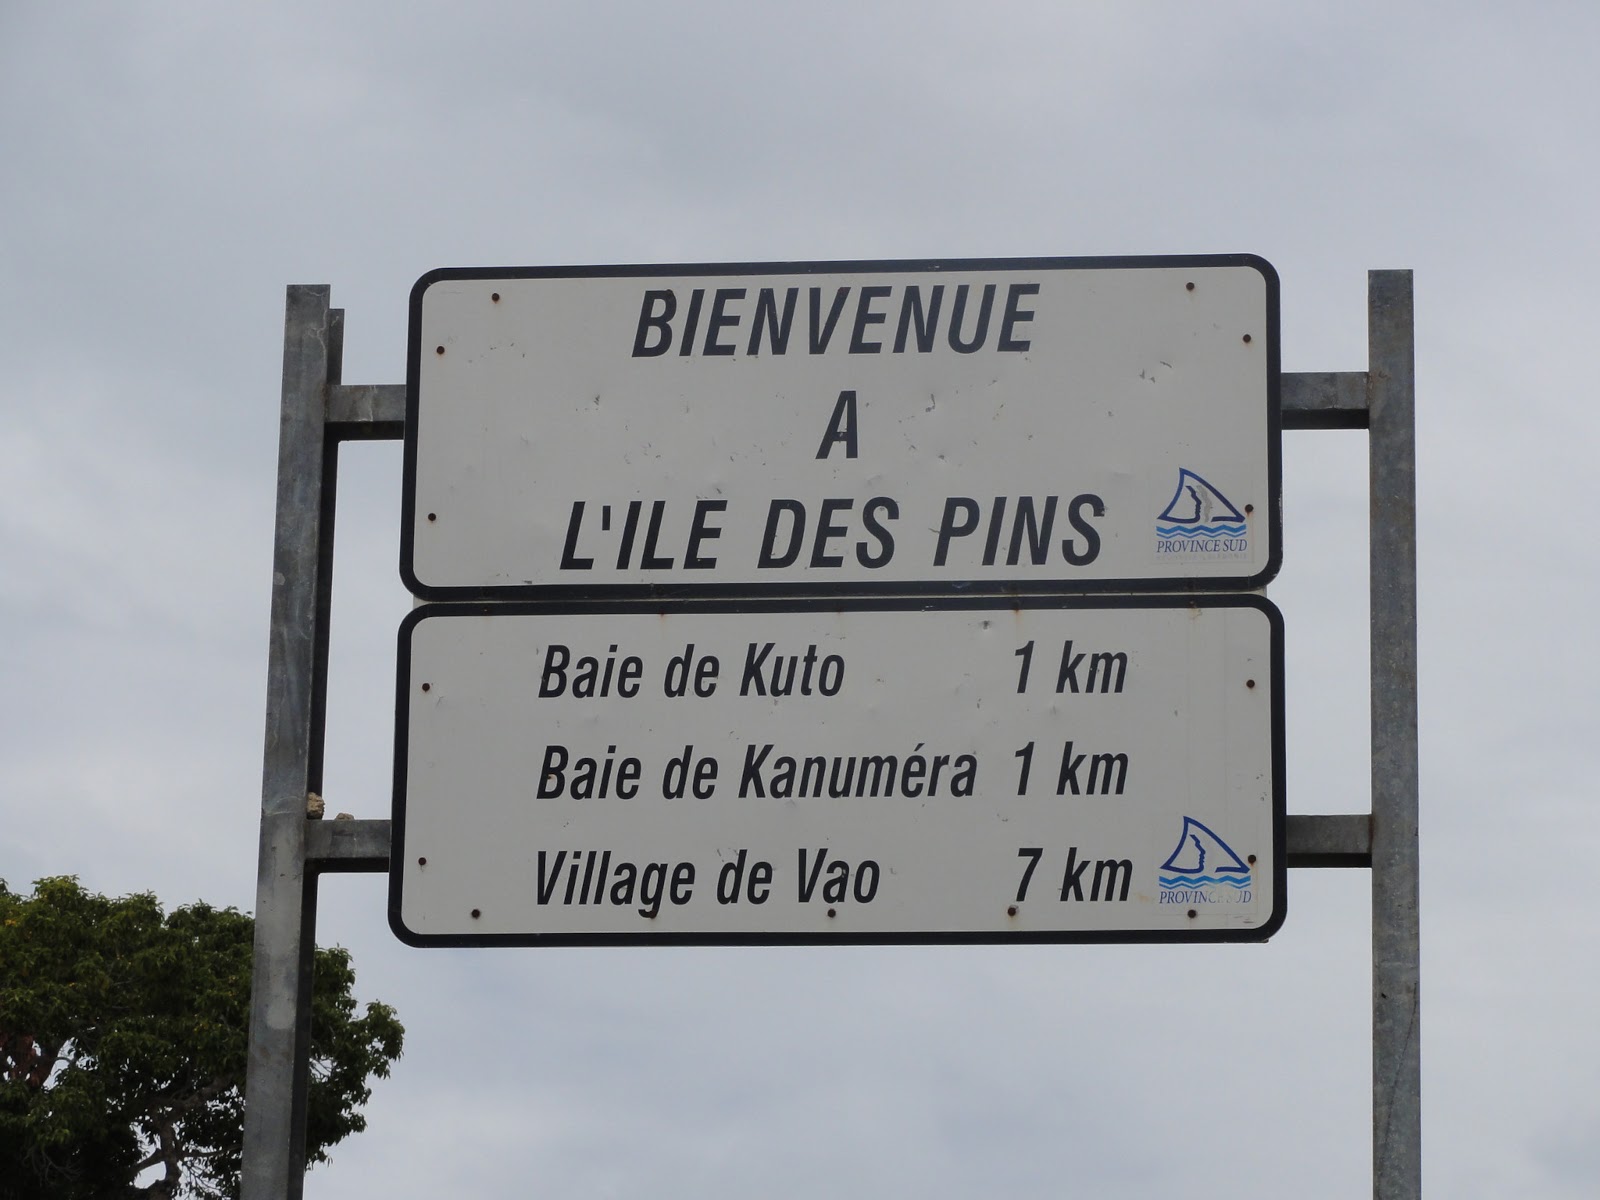 BIENVENUE
A
L'ILE DES PINS
PROVINCE SUD
Baie de Kuto 1 km
Baie de Kanuméra 1 km
Village de Vao 7 km
PROVINCE SUD